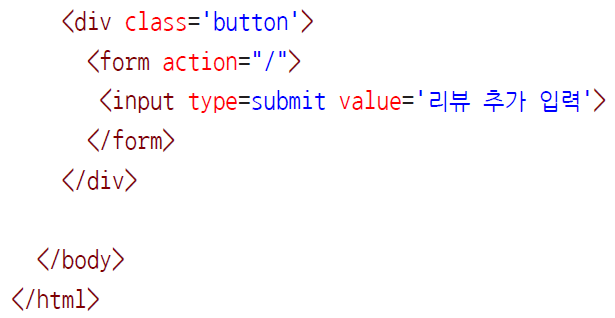 <div class='button'>
<form action="/">
<input type=submit value='리뷰 추가 입력'>
</form>
</div>
</body>
</html>